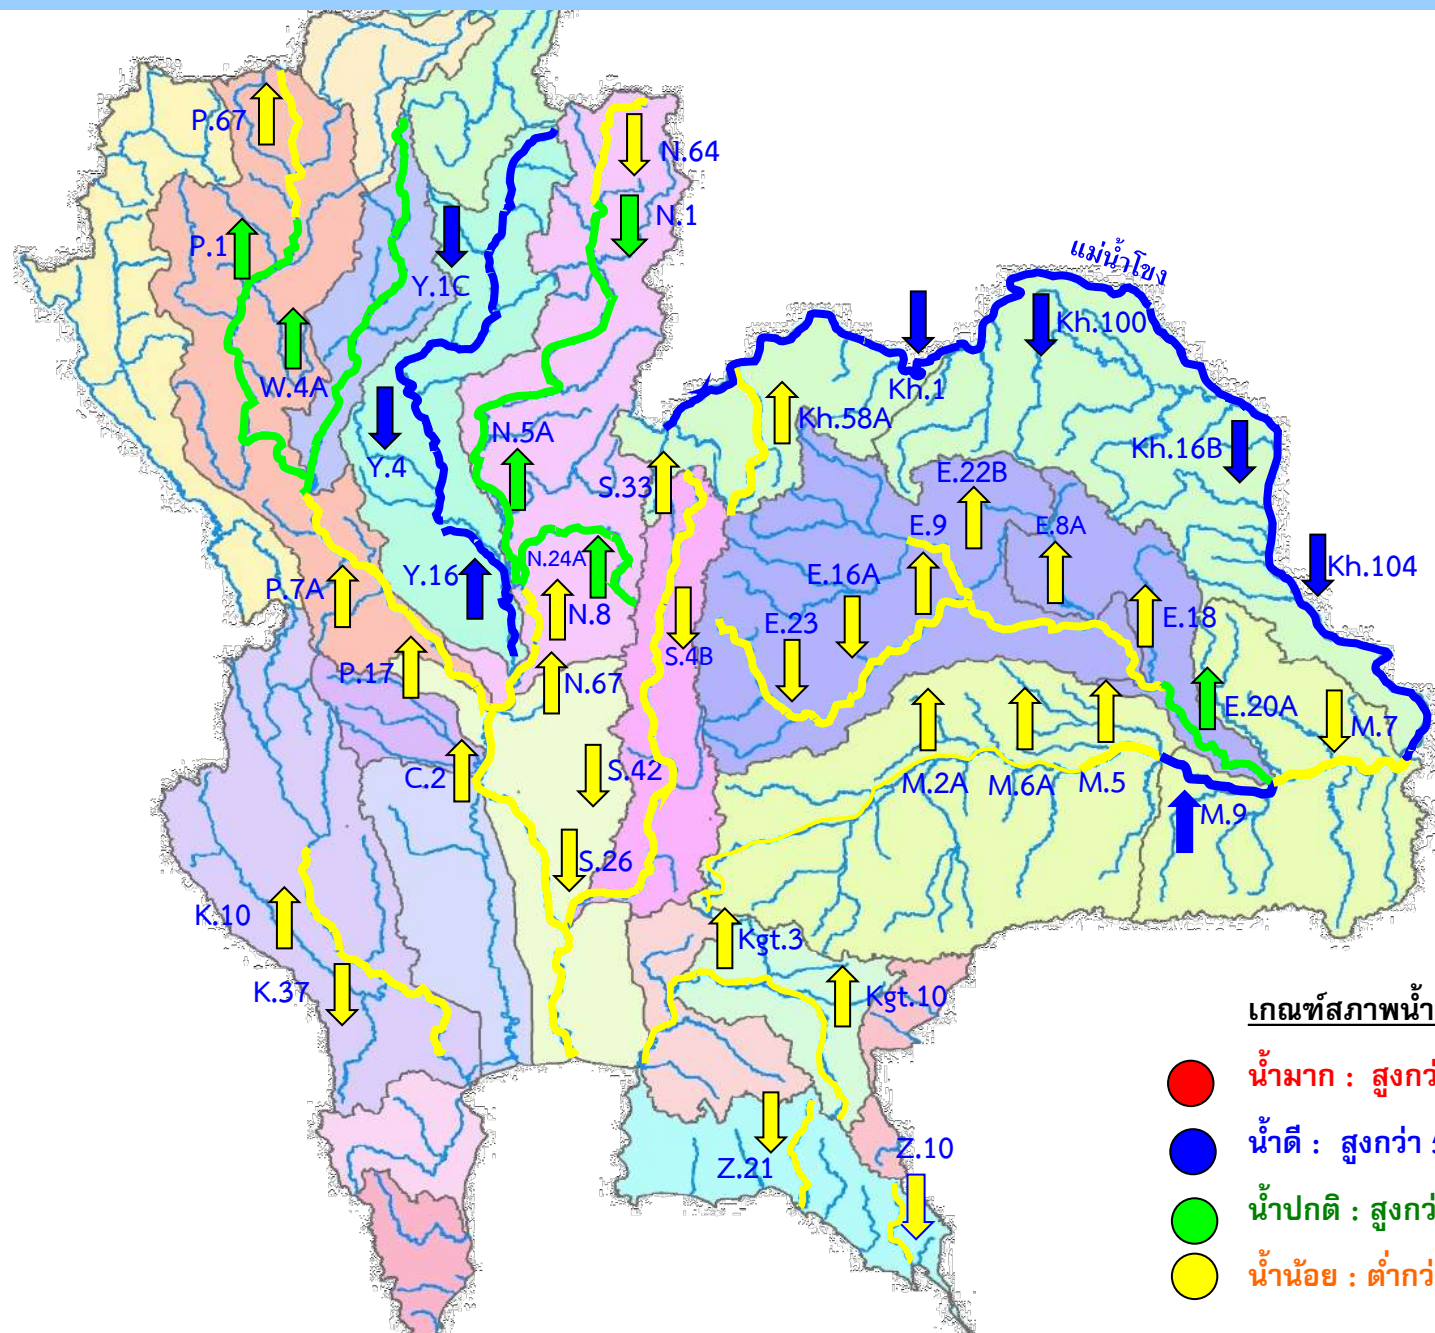 P.67
N.64
N.1
P.1
แม่น้ำโขง
Y.1C
Kh.100
W.4A
Kh.1
Kh.58A
N.5A
Kh.16B
Y.4
E.22B
S.33
E.9
E.8A
N.24A
Kh.104
Y.16
E.16A
P.7A
N.8
E.23
E.18
S.4B
P.17
N.67
E.20A
M.7
S.42
C.2
M.2A
M.6A
M.5
M.9
S.26
K.10
Kgt.3
K.37
Kgt.10
เกณฑ์สภาพน้ำ
น้ำมาก : สูงกว่
น้ำดี : สูงกว่า
Z.10
Z.21
น้ำปกติ : สูงกว่
น้ำน้อย : ต่ำกว่